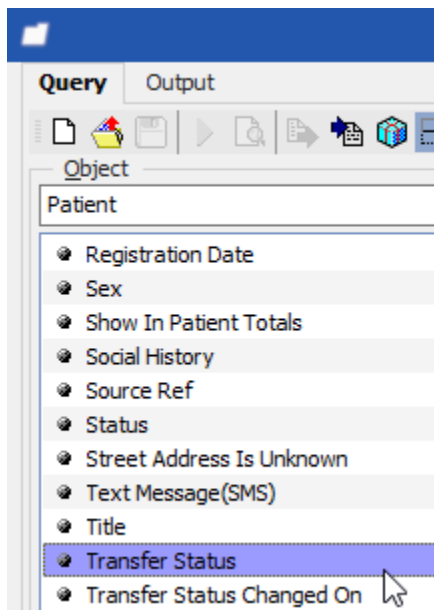 Query Output
Object
Patient
Registration Date
Sex
Show In Patient Totals
Social History
Source Ref
Status
Street Address Is Unknown
Text Message(SMS)
Title
Transfer Status
Transfer Status Changed On